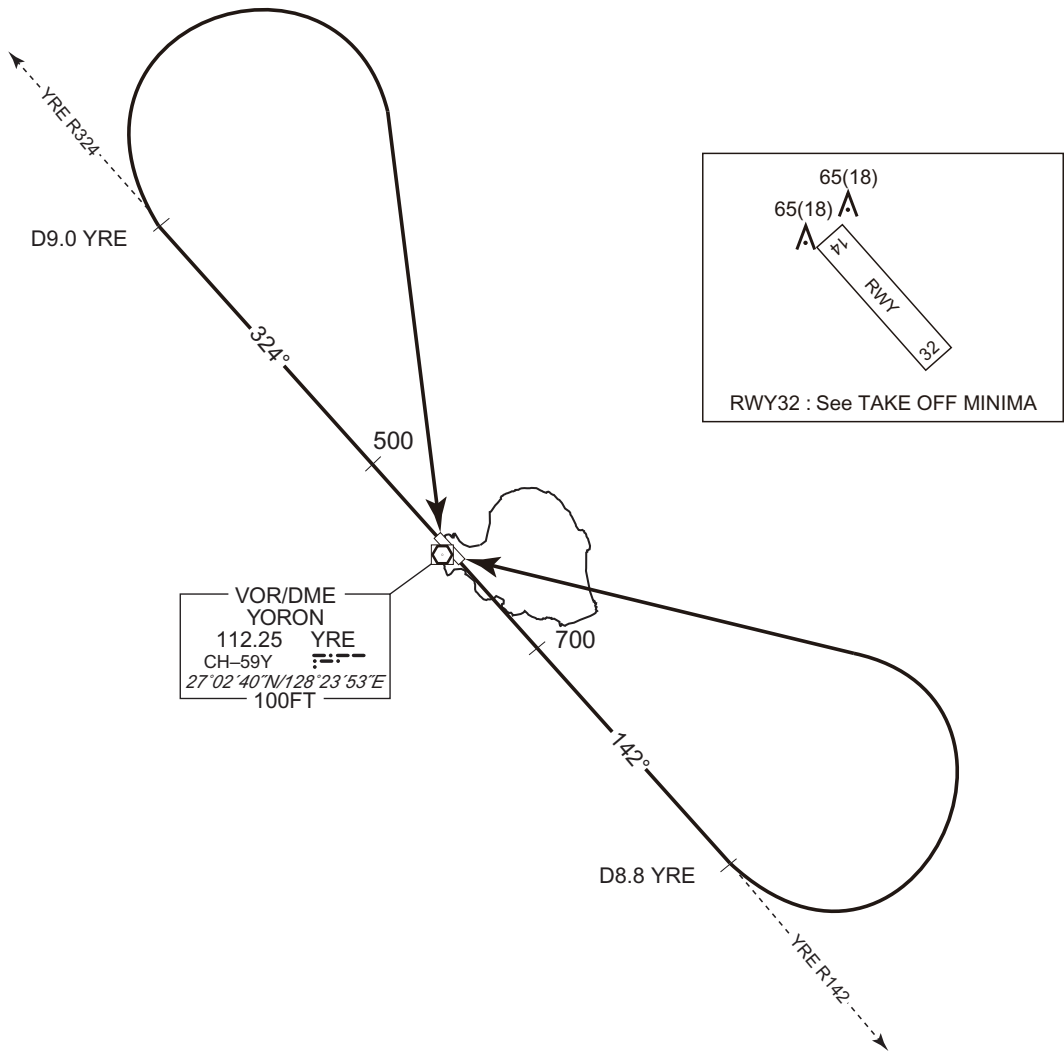 YRE R324
D9.0 YRE
65(18)
65(18)
14
RWY
32
RWY32 : See TAKE OFF MINIMA
324°
500
VOR/DME
YORON
112.25 YRE
CH–59Y
27°02´40˝N/128°23´53˝E
100FT
700
142°
D8.8 YRE
YRE R142